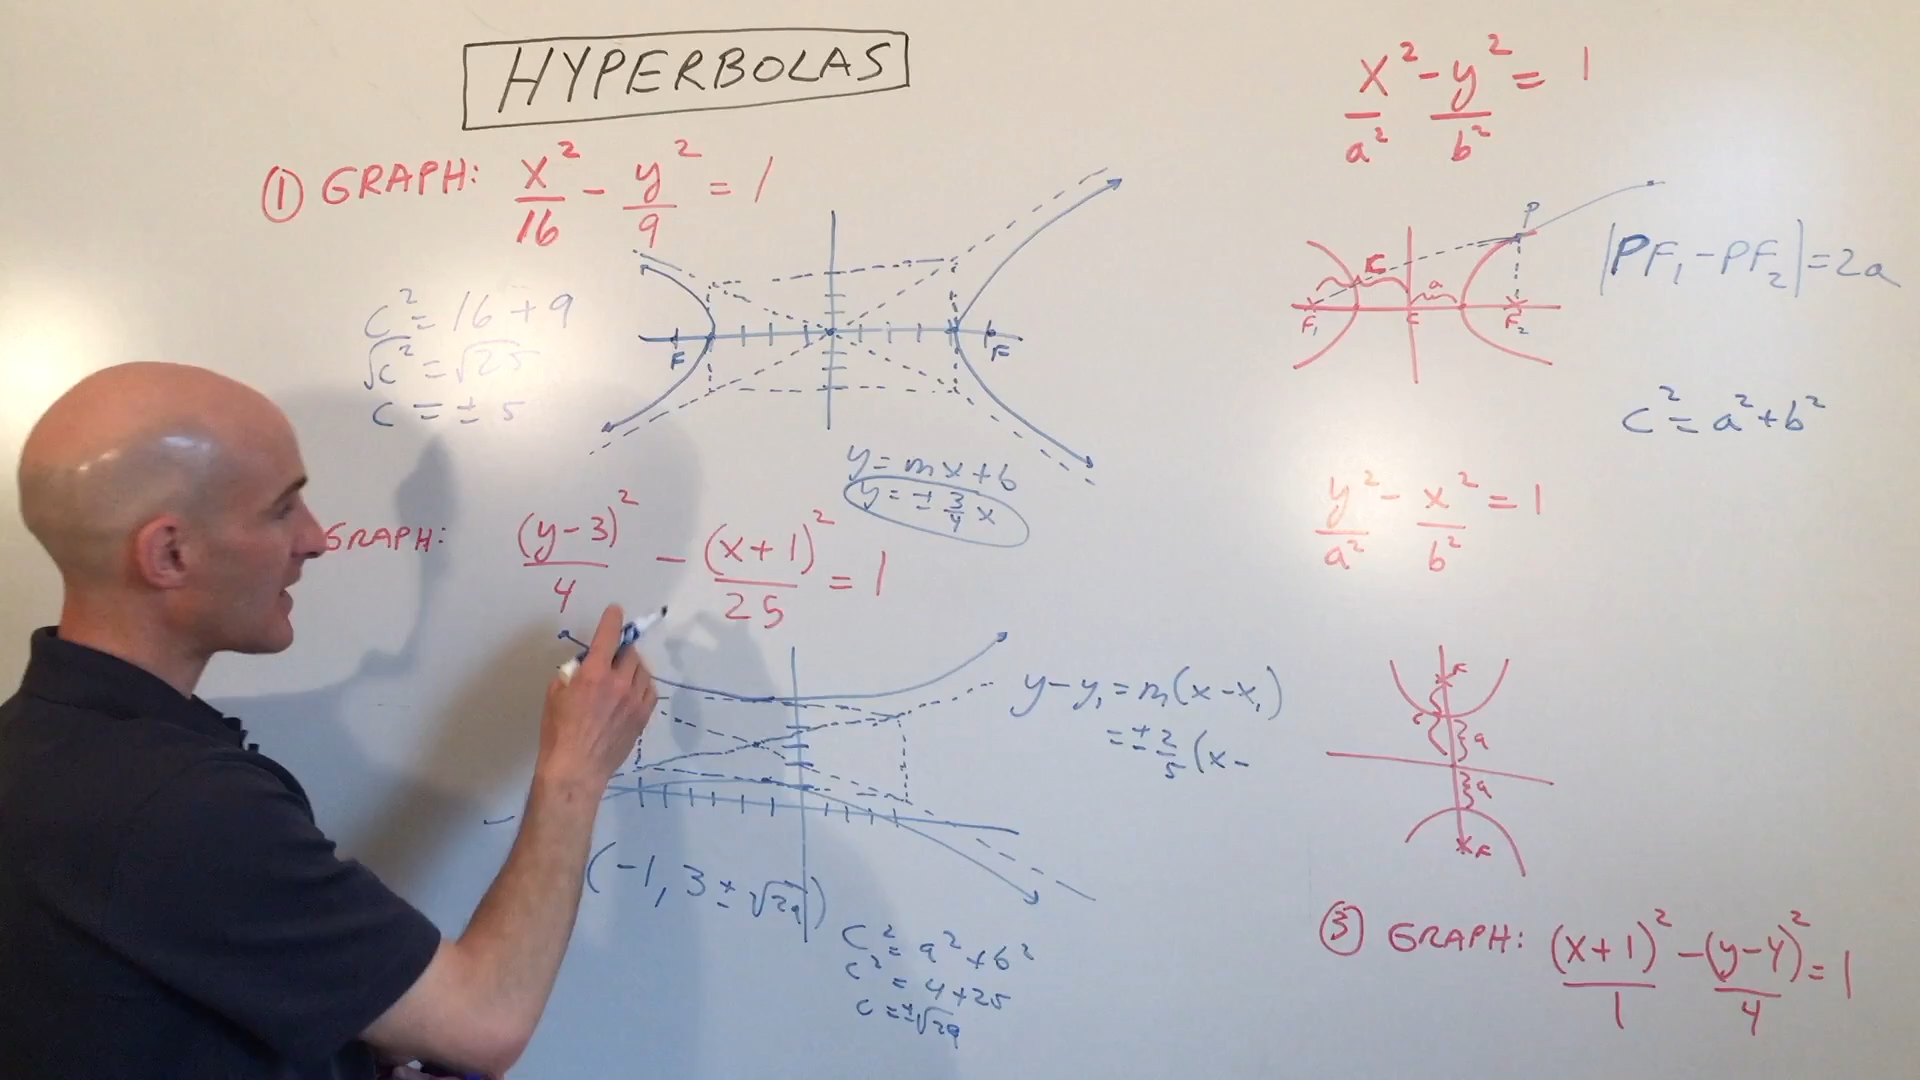 HYPERBOLAS
① GRAPH: x²/16 - y²/9 = 1
c² = 16 + 9
√c² = √25
c = ± 5
F F
y = mx + b
y = ± 3/4 x
GRAPH: (y-3)²/4 - (x+1)²/25 = 1
y - y₁ = m(x - x₁)
= ± 2/5 (x -
(-1, 3 ± √29)
c² = a² + b²
c² = 4 + 25
c = ±√29
x²/a² - y²/b² = 1
P
c a
F₁ c F₂
|PF₁ - PF₂| = 2a
c² = a² + b²
y²/a² - x²/b² = 1
F
c a
a
F
③ GRAPH: (x+1)²/1 - (y-4)²/4 = 1